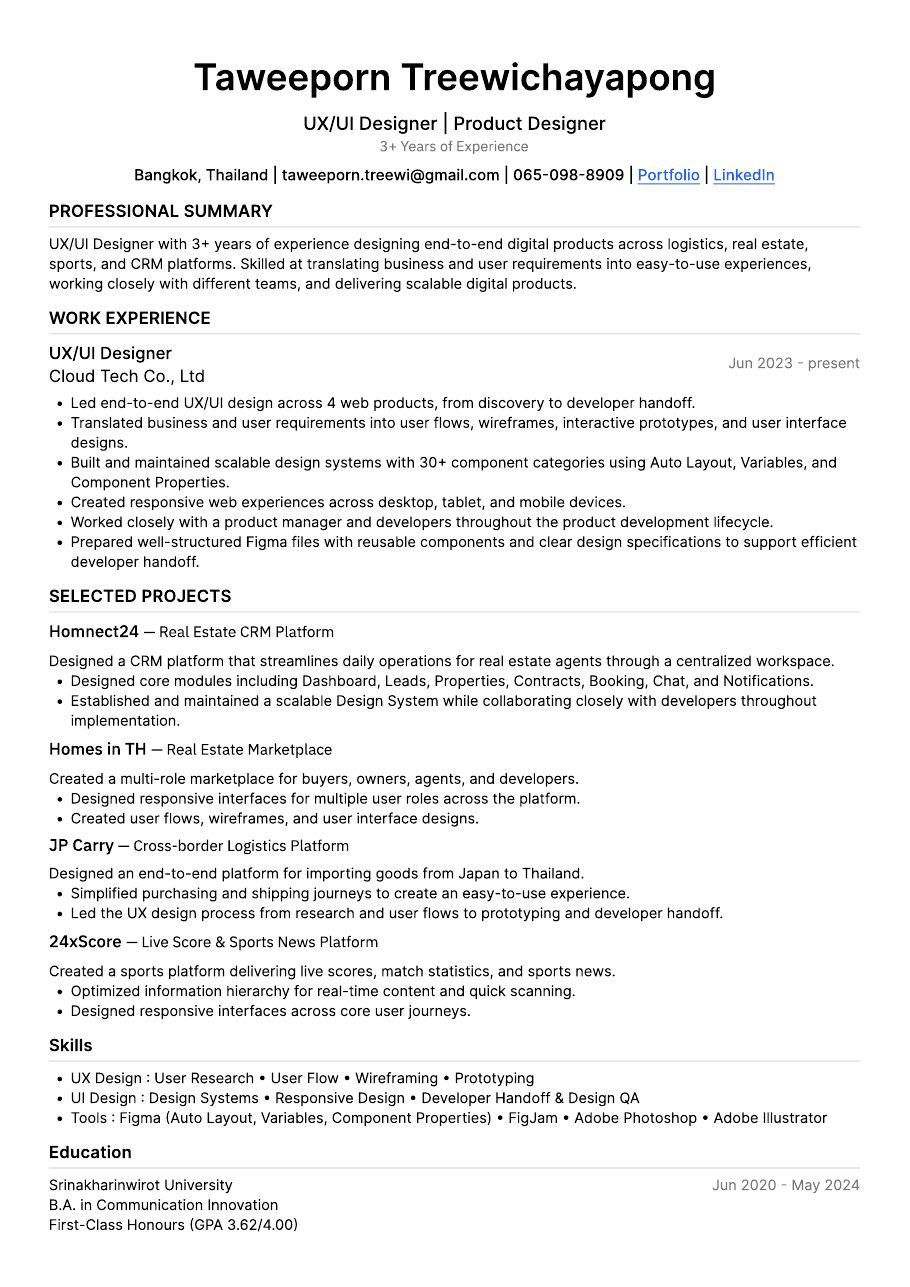 Taweeporn Treewichayapong
UX/UI Designer | Product Designer
3+ Years of Experience
Bangkok, Thailand | taweeporn.treewi@gmail.com | 065-098-8909 | Portfolio | LinkedIn
PROFESSIONAL SUMMARY
UX/UI Designer with 3+ years of experience designing end-to-end digital products across logistics, real estate,
sports, and CRM platforms. Skilled at translating business and user requirements into easy-to-use experiences,
working closely with different teams, and delivering scalable digital products.
WORK EXPERIENCE
UX/UI Designer
Jun 2023 - present
Cloud Tech Co., Ltd
• Led end-to-end UX/UI design across 4 web products, from discovery to developer handoff.
• Translated business and user requirements into user flows, wireframes, interactive prototypes, and user interface
designs.
• Built and maintained scalable design systems with 30+ component categories using Auto Layout, Variables, and
Component Properties.
• Created responsive web experiences across desktop, tablet, and mobile devices.
• Worked closely with a product manager and developers throughout the product development lifecycle.
• Prepared well-structured Figma files with reusable components and clear design specifications to support efficient
developer handoff.
SELECTED PROJECTS
Homnect24 — Real Estate CRM Platform
Designed a CRM platform that streamlines daily operations for real estate agents through a centralized workspace.
• Designed core modules including Dashboard, Leads, Properties, Contracts, Booking, Chat, and Notifications.
• Established and maintained a scalable Design System while collaborating closely with developers throughout
implementation.
Homes in TH — Real Estate Marketplace
Created a multi-role marketplace for buyers, owners, agents, and developers.
• Designed responsive interfaces for multiple user roles across the platform.
• Created user flows, wireframes, and user interface designs.
JP Carry — Cross-border Logistics Platform
Designed an end-to-end platform for importing goods from Japan to Thailand.
• Simplified purchasing and shipping journeys to create an easy-to-use experience.
• Led the UX design process from research and user flows to prototyping and developer handoff.
24xScore — Live Score & Sports News Platform
Created a sports platform delivering live scores, match statistics, and sports news.
• Optimized information hierarchy for real-time content and quick scanning.
• Designed responsive interfaces across core user journeys.
Skills
• UX Design : User Research • User Flow • Wireframing • Prototyping
• UI Design : Design Systems • Responsive Design • Developer Handoff & Design QA
• Tools : Figma (Auto Layout, Variables, Component Properties) • FigJam • Adobe Photoshop • Adobe Illustrator
Education
Srinakharinwirot University
Jun 2020 - May 2024
B.A. in Communication Innovation
First-Class Honours (GPA 3.62/4.00)